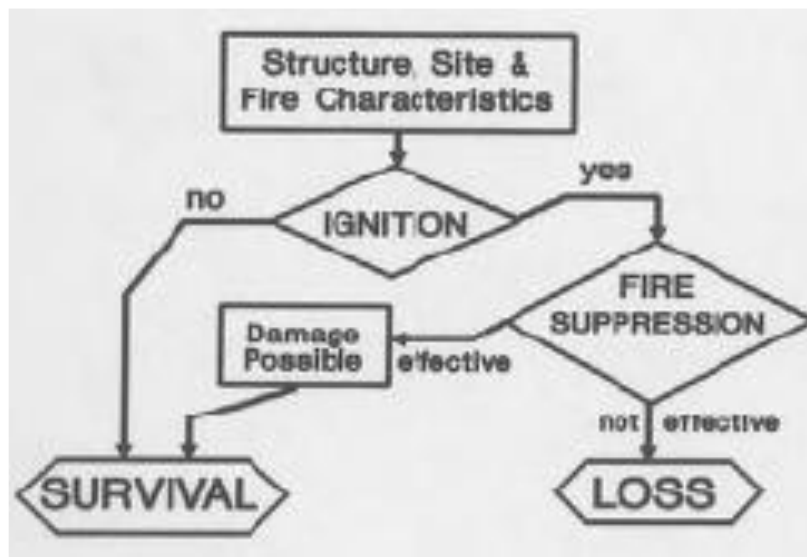 Structure, Site &
Fire Characteristics
no
yes
IGNITION
FIRE
SUPPRESSION
Damage
Possible
effective
not effective
SURVIVAL
LOSS